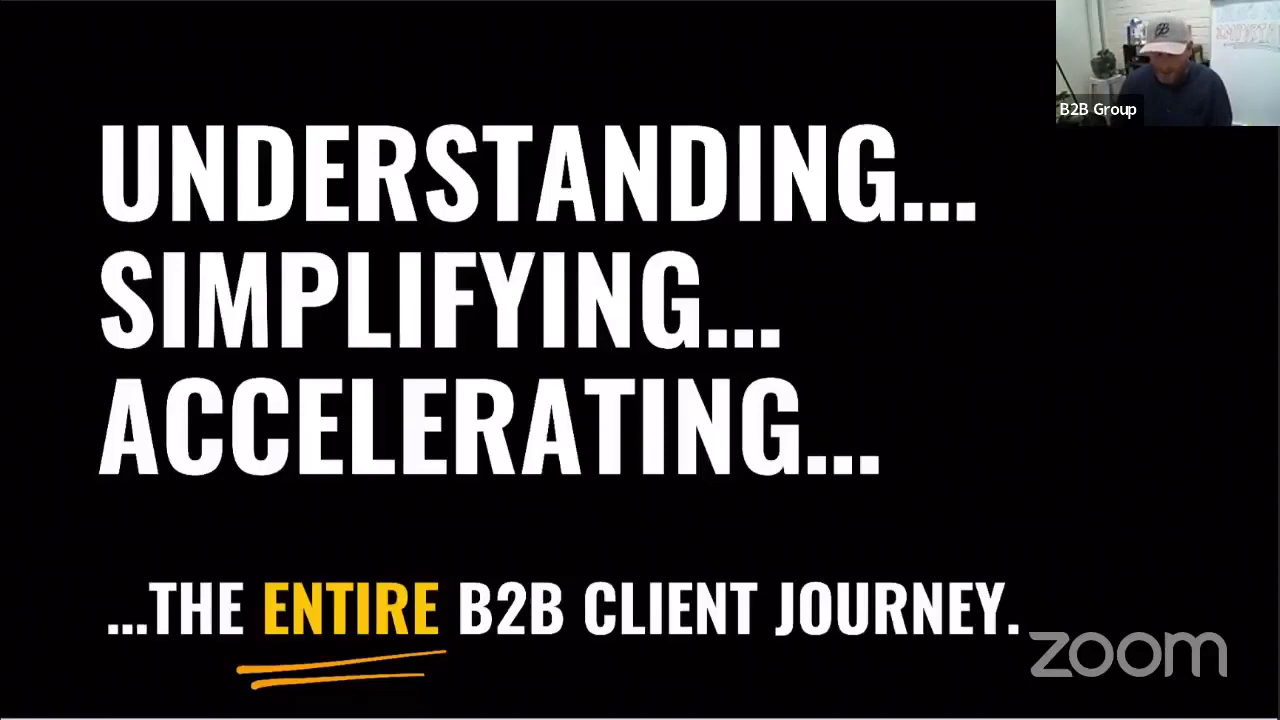 UNDERSTANDING...
SIMPLIFYING...
ACCELERATING...
...THE ENTIRE B2B CLIENT JOURNEY.
B2B Group
zoom